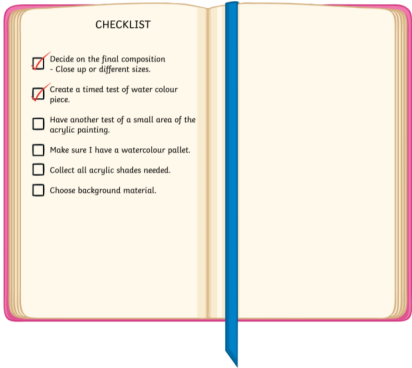 CHECKLIST
Decide on the final composition
- Close up or different sizes.
Create a timed test of water colour
piece.
Have another test of a small area of the
acrylic painting.
Make sure I have a watercolour pallet.
Collect all acrylic shades needed.
Choose background material.